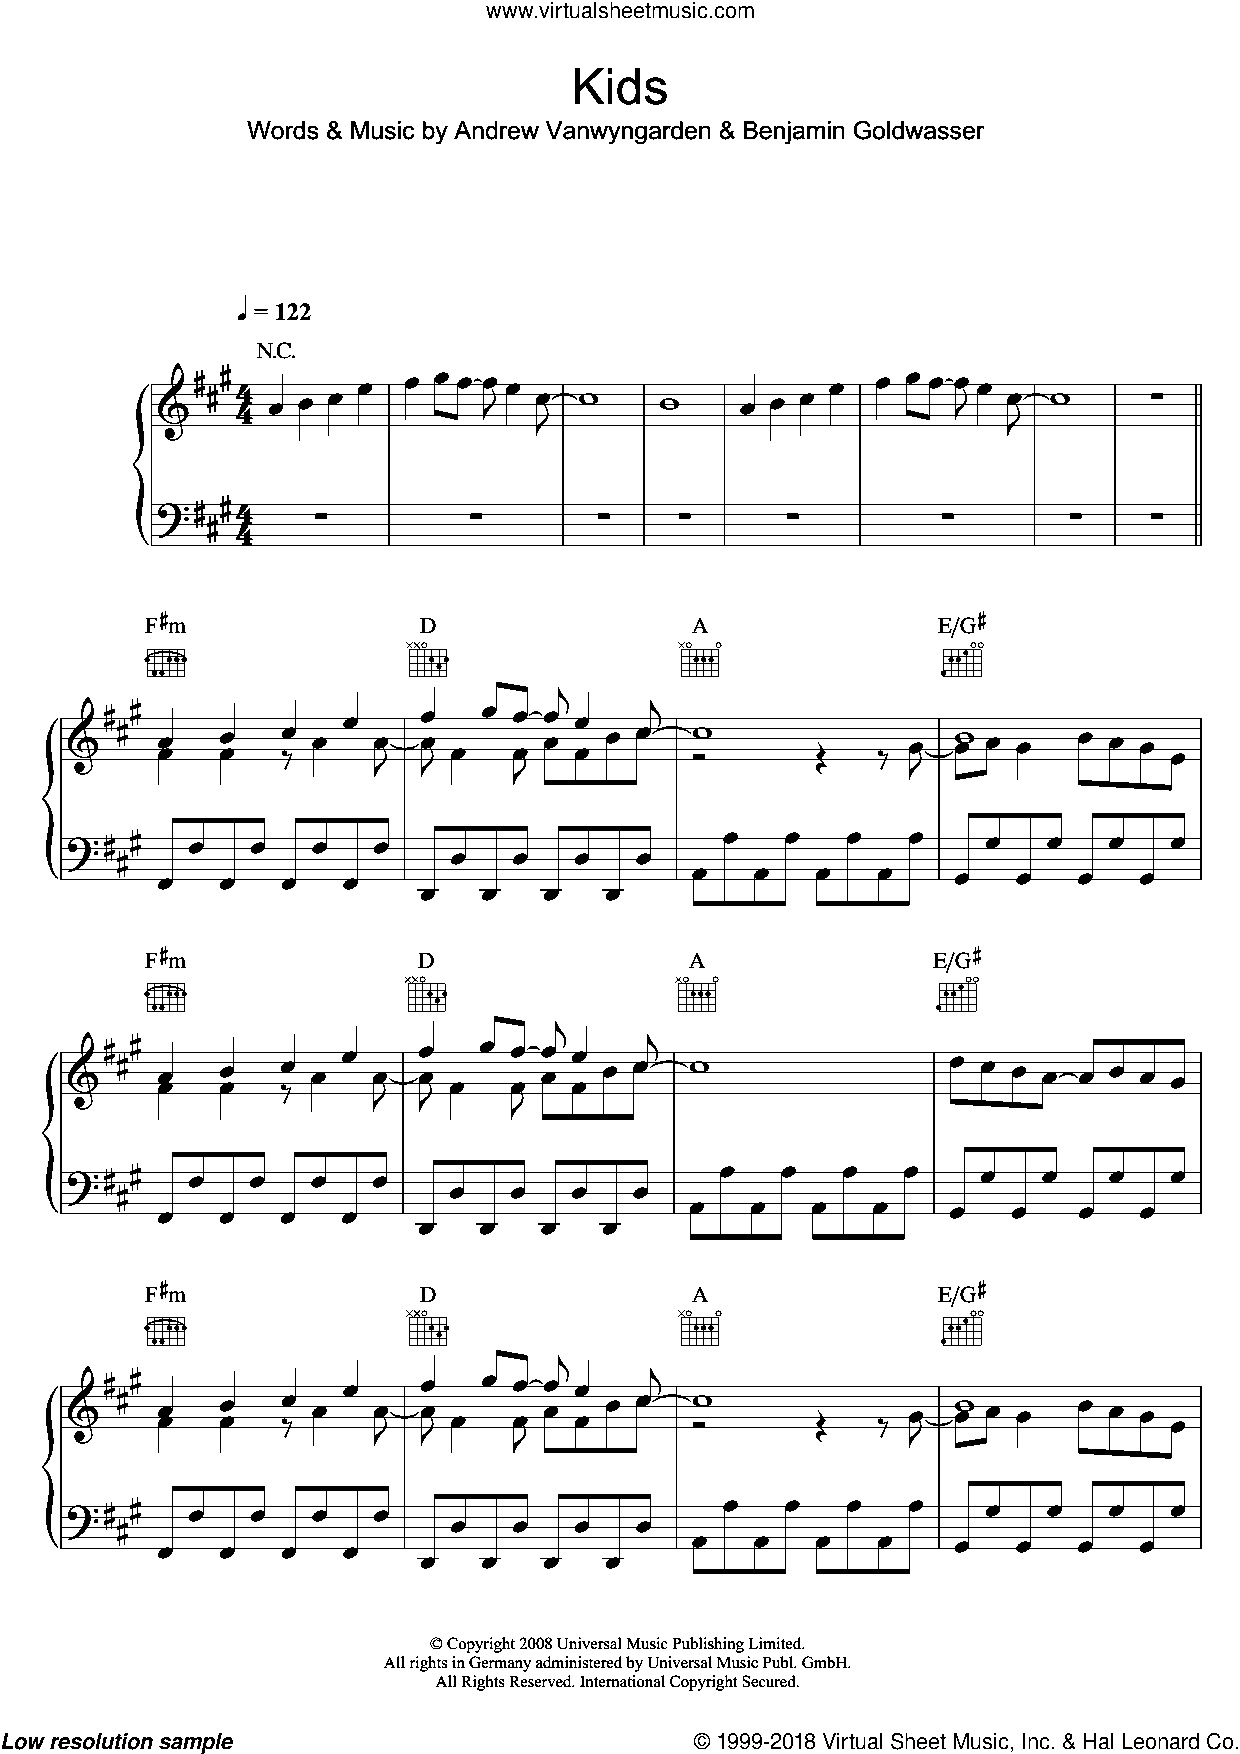 www.virtualsheetmusic.com
Kids
Words & Music by Andrew Vanwyngarden & Benjamin Goldwasser
♩ = 122
N.C.
F♯m D A E/G♯
F♯m D A E/G♯
F♯m D A E/G♯
© Copyright 2008 Universal Music Publishing Limited.
All rights in Germany administered by Universal Music Publ. GmbH.
All Rights Reserved. International Copyright Secured.
Low resolution sample © 1999-2018 Virtual Sheet Music, Inc. & Hal Leonard Co.